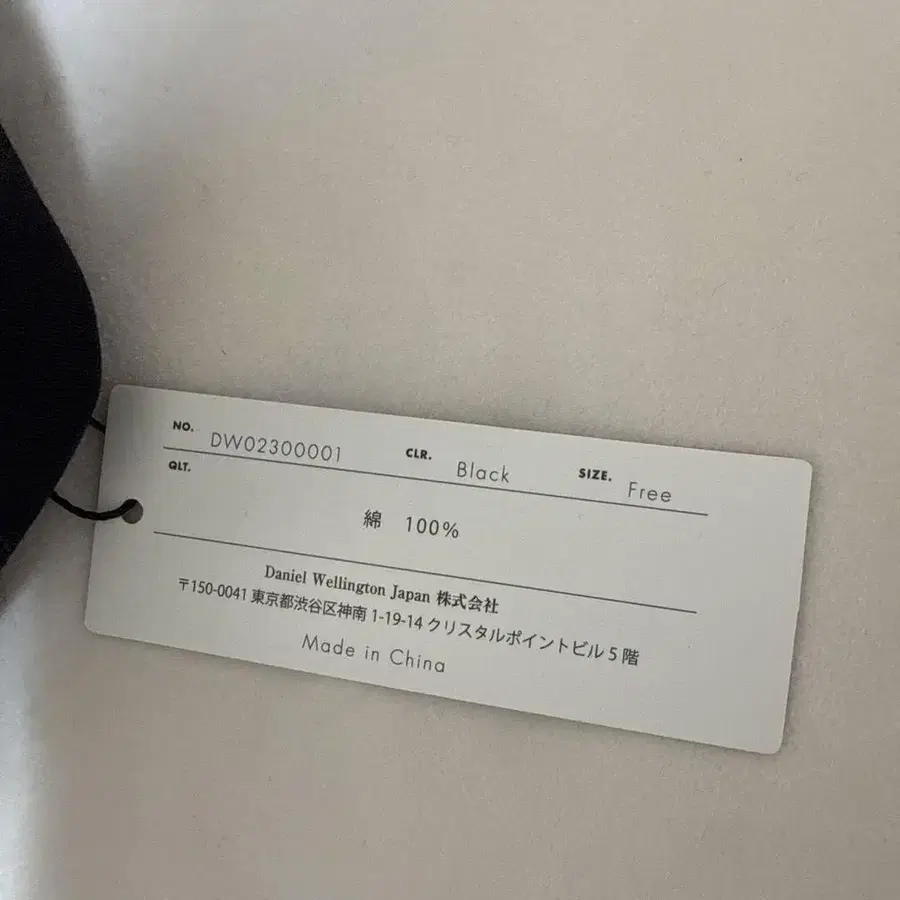 NO. DW02300001 CLR. Black SIZE. Free
QLT.
綿 100%
Daniel Wellington Japan 株式会社
〒150-0041 東京都渋谷区神南 1-19-14 クリスタルポイントビル 5 階
Made in China